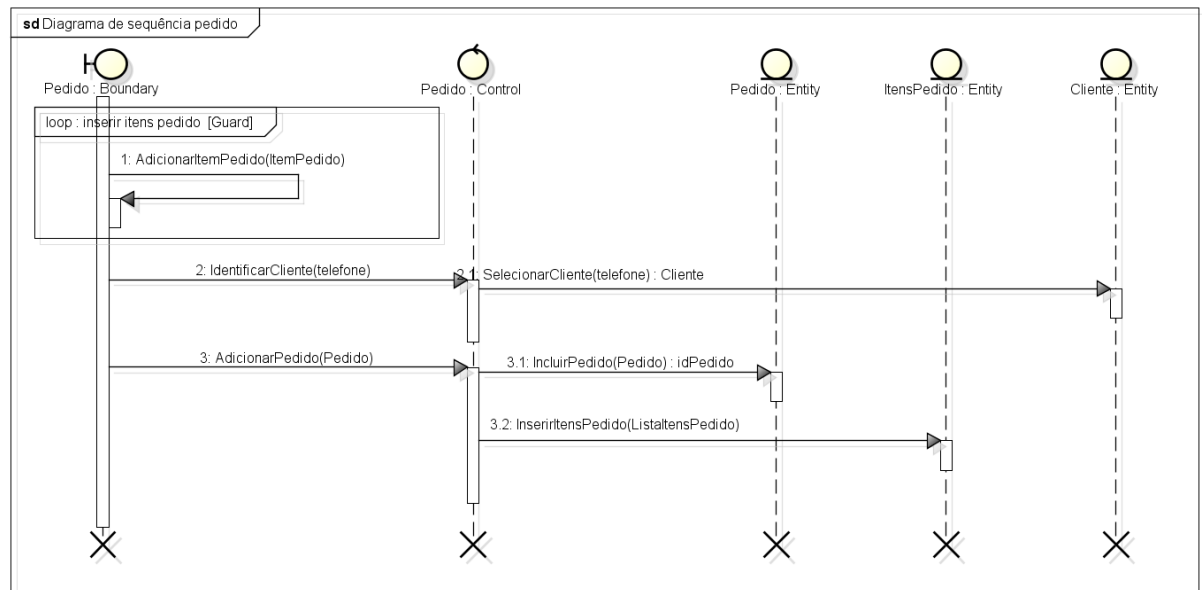 sd Diagrama de sequência pedido
Pedido : Boundary
Pedido : Control
Pedido : Entity
ItensPedido : Entity
Cliente : Entity
loop : inserir itens pedido [Guard]
1: AdicionarItemPedido(ItemPedido)
2: IdentificarCliente(telefone)
2.1: SelecionarCliente(telefone) : Cliente
3: AdicionarPedido(Pedido)
3.1: IncluirPedido(Pedido) : idPedido
3.2: InserirItensPedido(ListaItensPedido)